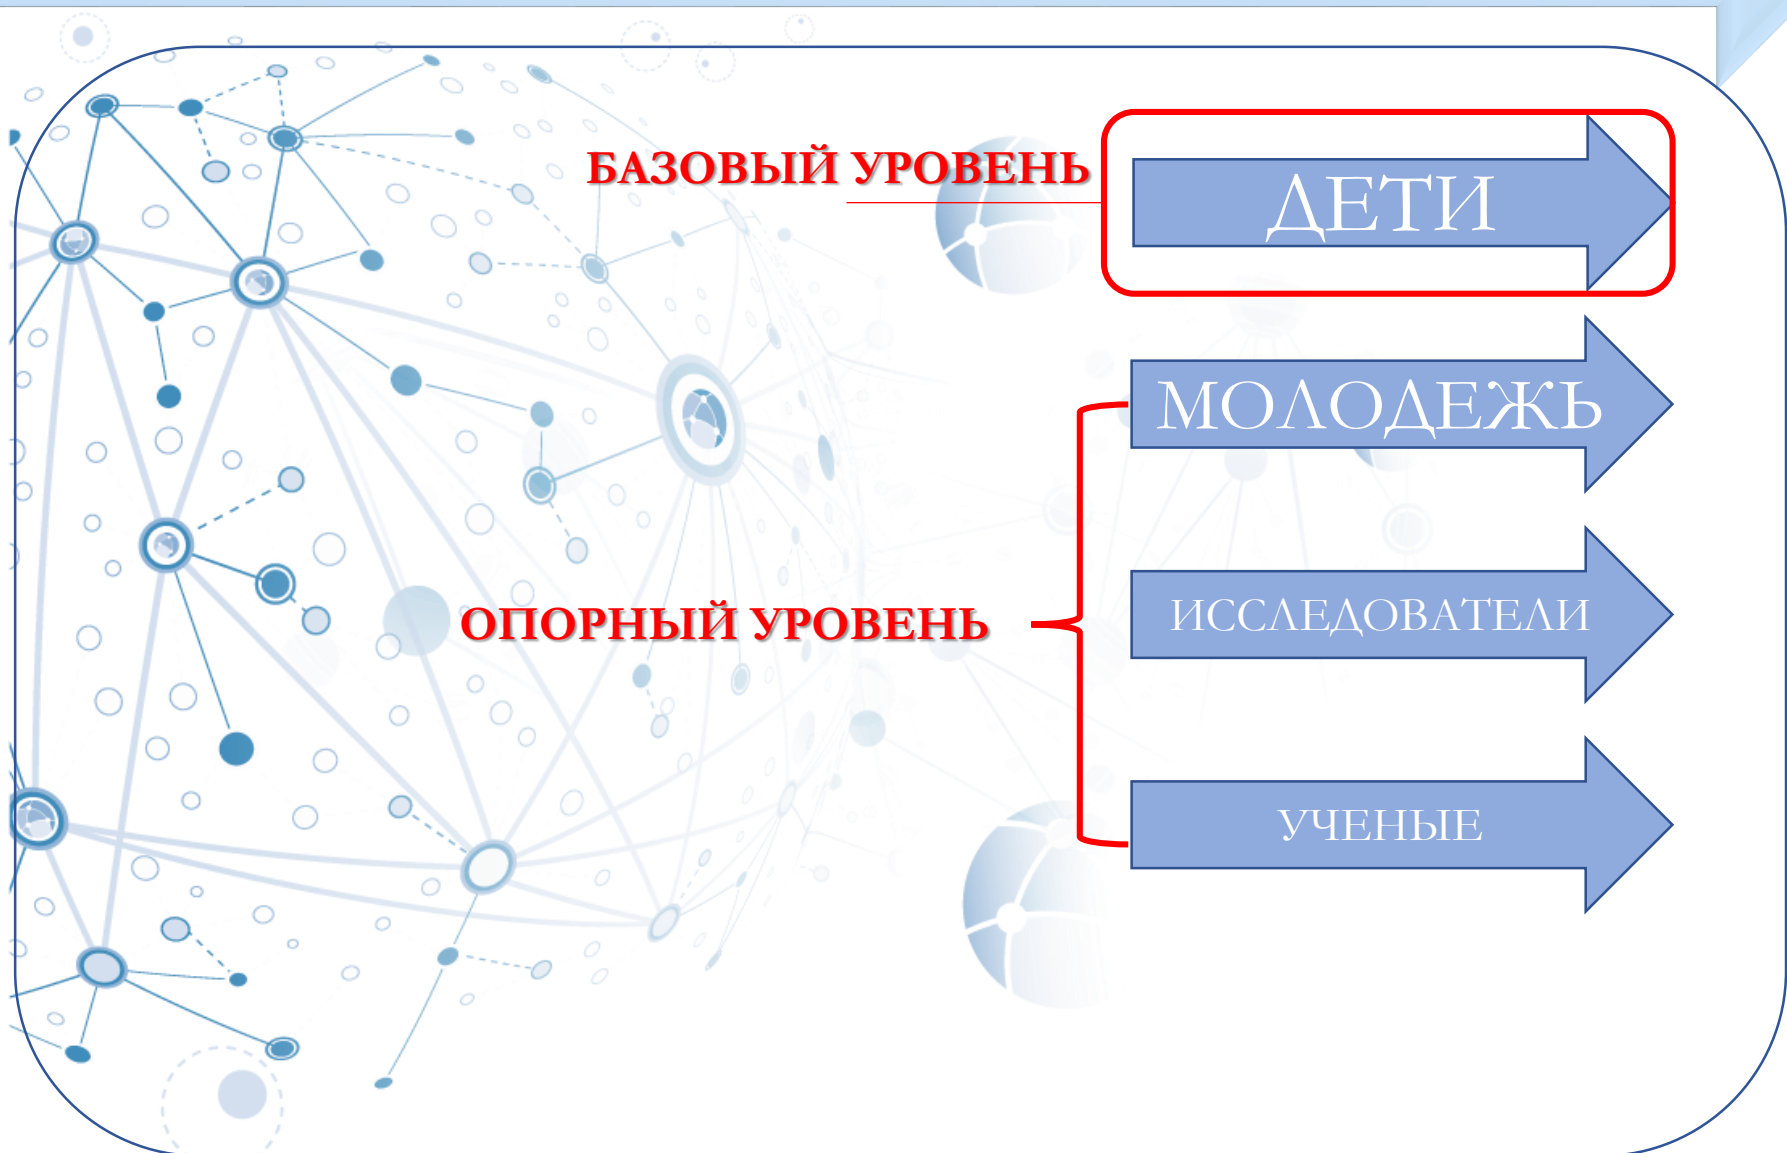 БАЗОВЫЙ УРОВЕНЬ
ДЕТИ
МОЛОДЕЖЬ
ОПОРНЫЙ УРОВЕНЬ
ИССЛЕДОВАТЕЛИ
УЧЕНЫЕ